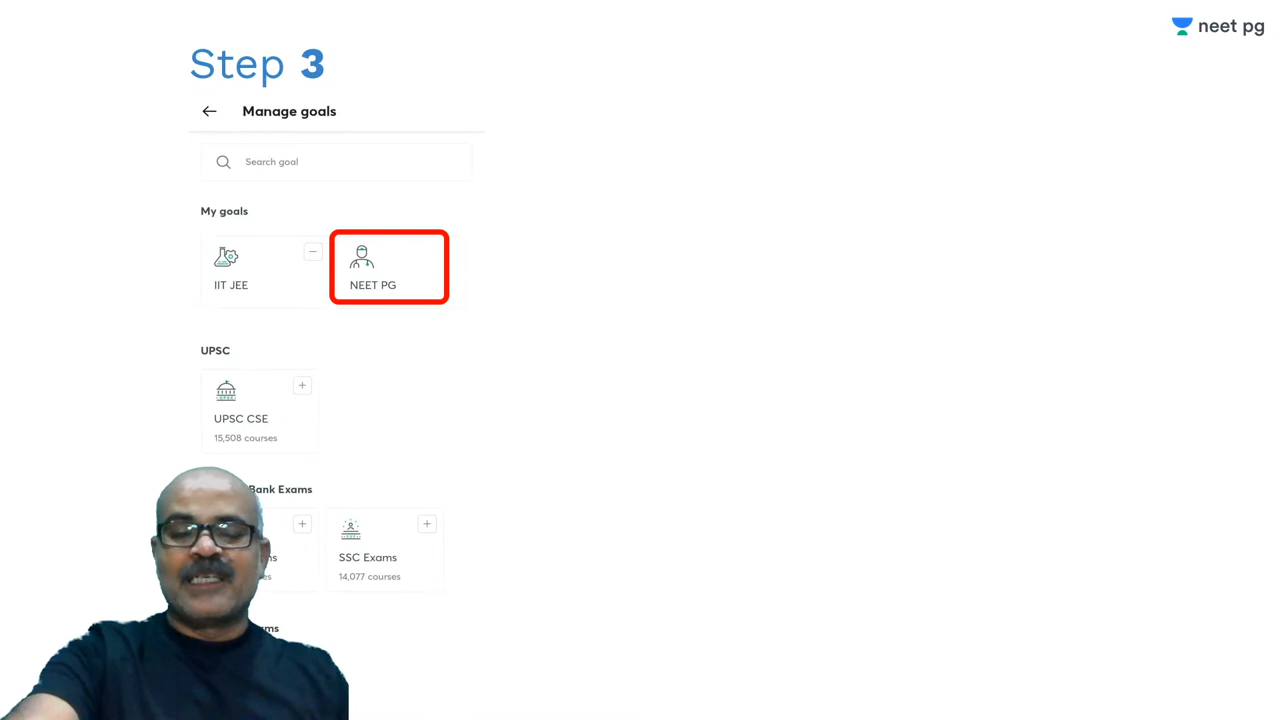 neet pg
Step 3
Manage goals
Search goal
My goals
IIT JEE
NEET PG
UPSC
UPSC CSE
15,508 courses
Bank Exams
SSC Exams
14,077 courses